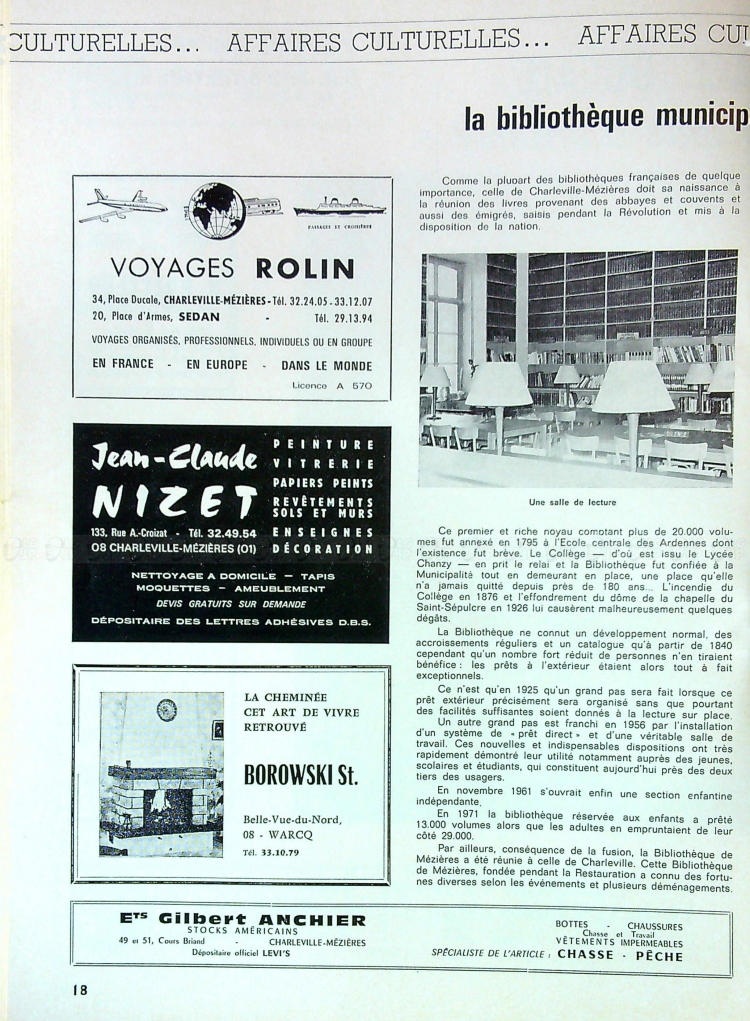 CULTURELLES... AFFAIRES CULTURELLES... AFFAIRES CUL
la bibliothèque municip
PASSAGES ET CROISIÈRES
VOYAGES ROLIN
34, Place Ducale, CHARLEVILLE-MÉZIÈRES - Tél. 32.24.05 - 33.12.07
20, Place d'Armes, SEDAN - Tél. 29.13.94
VOYAGES ORGANISÉS, PROFESSIONNELS, INDIVIDUELS OU EN GROUPE
EN FRANCE - EN EUROPE - DANS LE MONDE
Licence A 570
Jean-Claude
NIZET
133, Rue A.-Croizat - Tél. 32.49.54
08 CHARLEVILLE-MÉZIÈRES (01)
PEINTURE
VITRERIE
PAPIERS PEINTS
REVÊTEMENTS
SOLS ET MURS
ENSEIGNES
DÉCORATION
NETTOYAGE A DOMICILE — TAPIS
MOQUETTES — AMEUBLEMENT
DEVIS GRATUITS SUR DEMANDE
DÉPOSITAIRE DES LETTRES ADHÉSIVES D.B.S.
LA CHEMINÉE
CET ART DE VIVRE
RETROUVÉ
BOROWSKI St.
Belle-Vue-du-Nord,
08 - WARCQ
Tél. 33.10.79
Comme la plupart des bibliothèques françaises de quelque
importance, celle de Charleville-Mézières doit sa naissance à
la réunion des livres provenant des abbayes et couvents et
aussi des émigrés, saisis pendant la Révolution et mis à la
disposition de la nation.
Une salle de lecture
Ce premier et riche noyau comptant plus de 20.000 volu-
mes fut annexé en 1795 à l'Ecole centrale des Ardennes dont
l'existence fut brève. Le Collège — d'où est issu le Lycée
Chanzy — en prit le relai et la Bibliothèque fut confiée à la
Municipalité tout en demeurant en place, une place qu'elle
n'a jamais quitté depuis près de 180 ans... L'incendie du
Collège en 1876 et l'effondrement du dôme de la chapelle du
Saint-Sépulcre en 1926 lui causèrent malheureusement quelques
dégâts.
La Bibliothèque ne connut un développement normal, des
accroissements réguliers et un catalogue qu'à partir de 1840
cependant qu'un nombre fort réduit de personnes n'en tiraient
bénéfice : les prêts à l'extérieur étaient alors tout à fait
exceptionnels.
Ce n'est qu'en 1925 qu'un grand pas sera fait lorsque ce
prêt extérieur précisément sera organisé sans que pourtant
des facilités suffisantes soient donnés à la lecture sur place.
Un autre grand pas est franchi en 1956 par l'installation
d'un système de « prêt direct » et d'une véritable salle de
travail. Ces nouvelles et indispensables dispositions ont très
rapidement démontré leur utilité notamment auprès des jeunes,
scolaires et étudiants, qui constituent aujourd'hui près des deux
tiers des usagers.
En novembre 1961 s'ouvrait enfin une section enfantine
indépendante.
En 1971 la bibliothèque réservée aux enfants a prêté
13.000 volumes alors que les adultes en empruntaient de leur
côté 29.000.
Par ailleurs, conséquence de la fusion, la Bibliothèque de
Mézières a été réunie à celle de Charleville. Cette Bibliothèque
de Mézières, fondée pendant la Restauration a connu des fortu-
nes diverses selon les événements et plusieurs déménagements.
ETS Gilbert ANCHIER
STOCKS AMÉRICAINS
49 et 51, Cours Briand - CHARLEVILLE-MÉZIÈRES
Dépositaire officiel LEVI'S
BOTTES - CHAUSSURES
Chasse et Travail
VÊTEMENTS IMPERMÉABLES
SPÉCIALISTE DE L'ARTICLE : CHASSE - PÊCHE
18